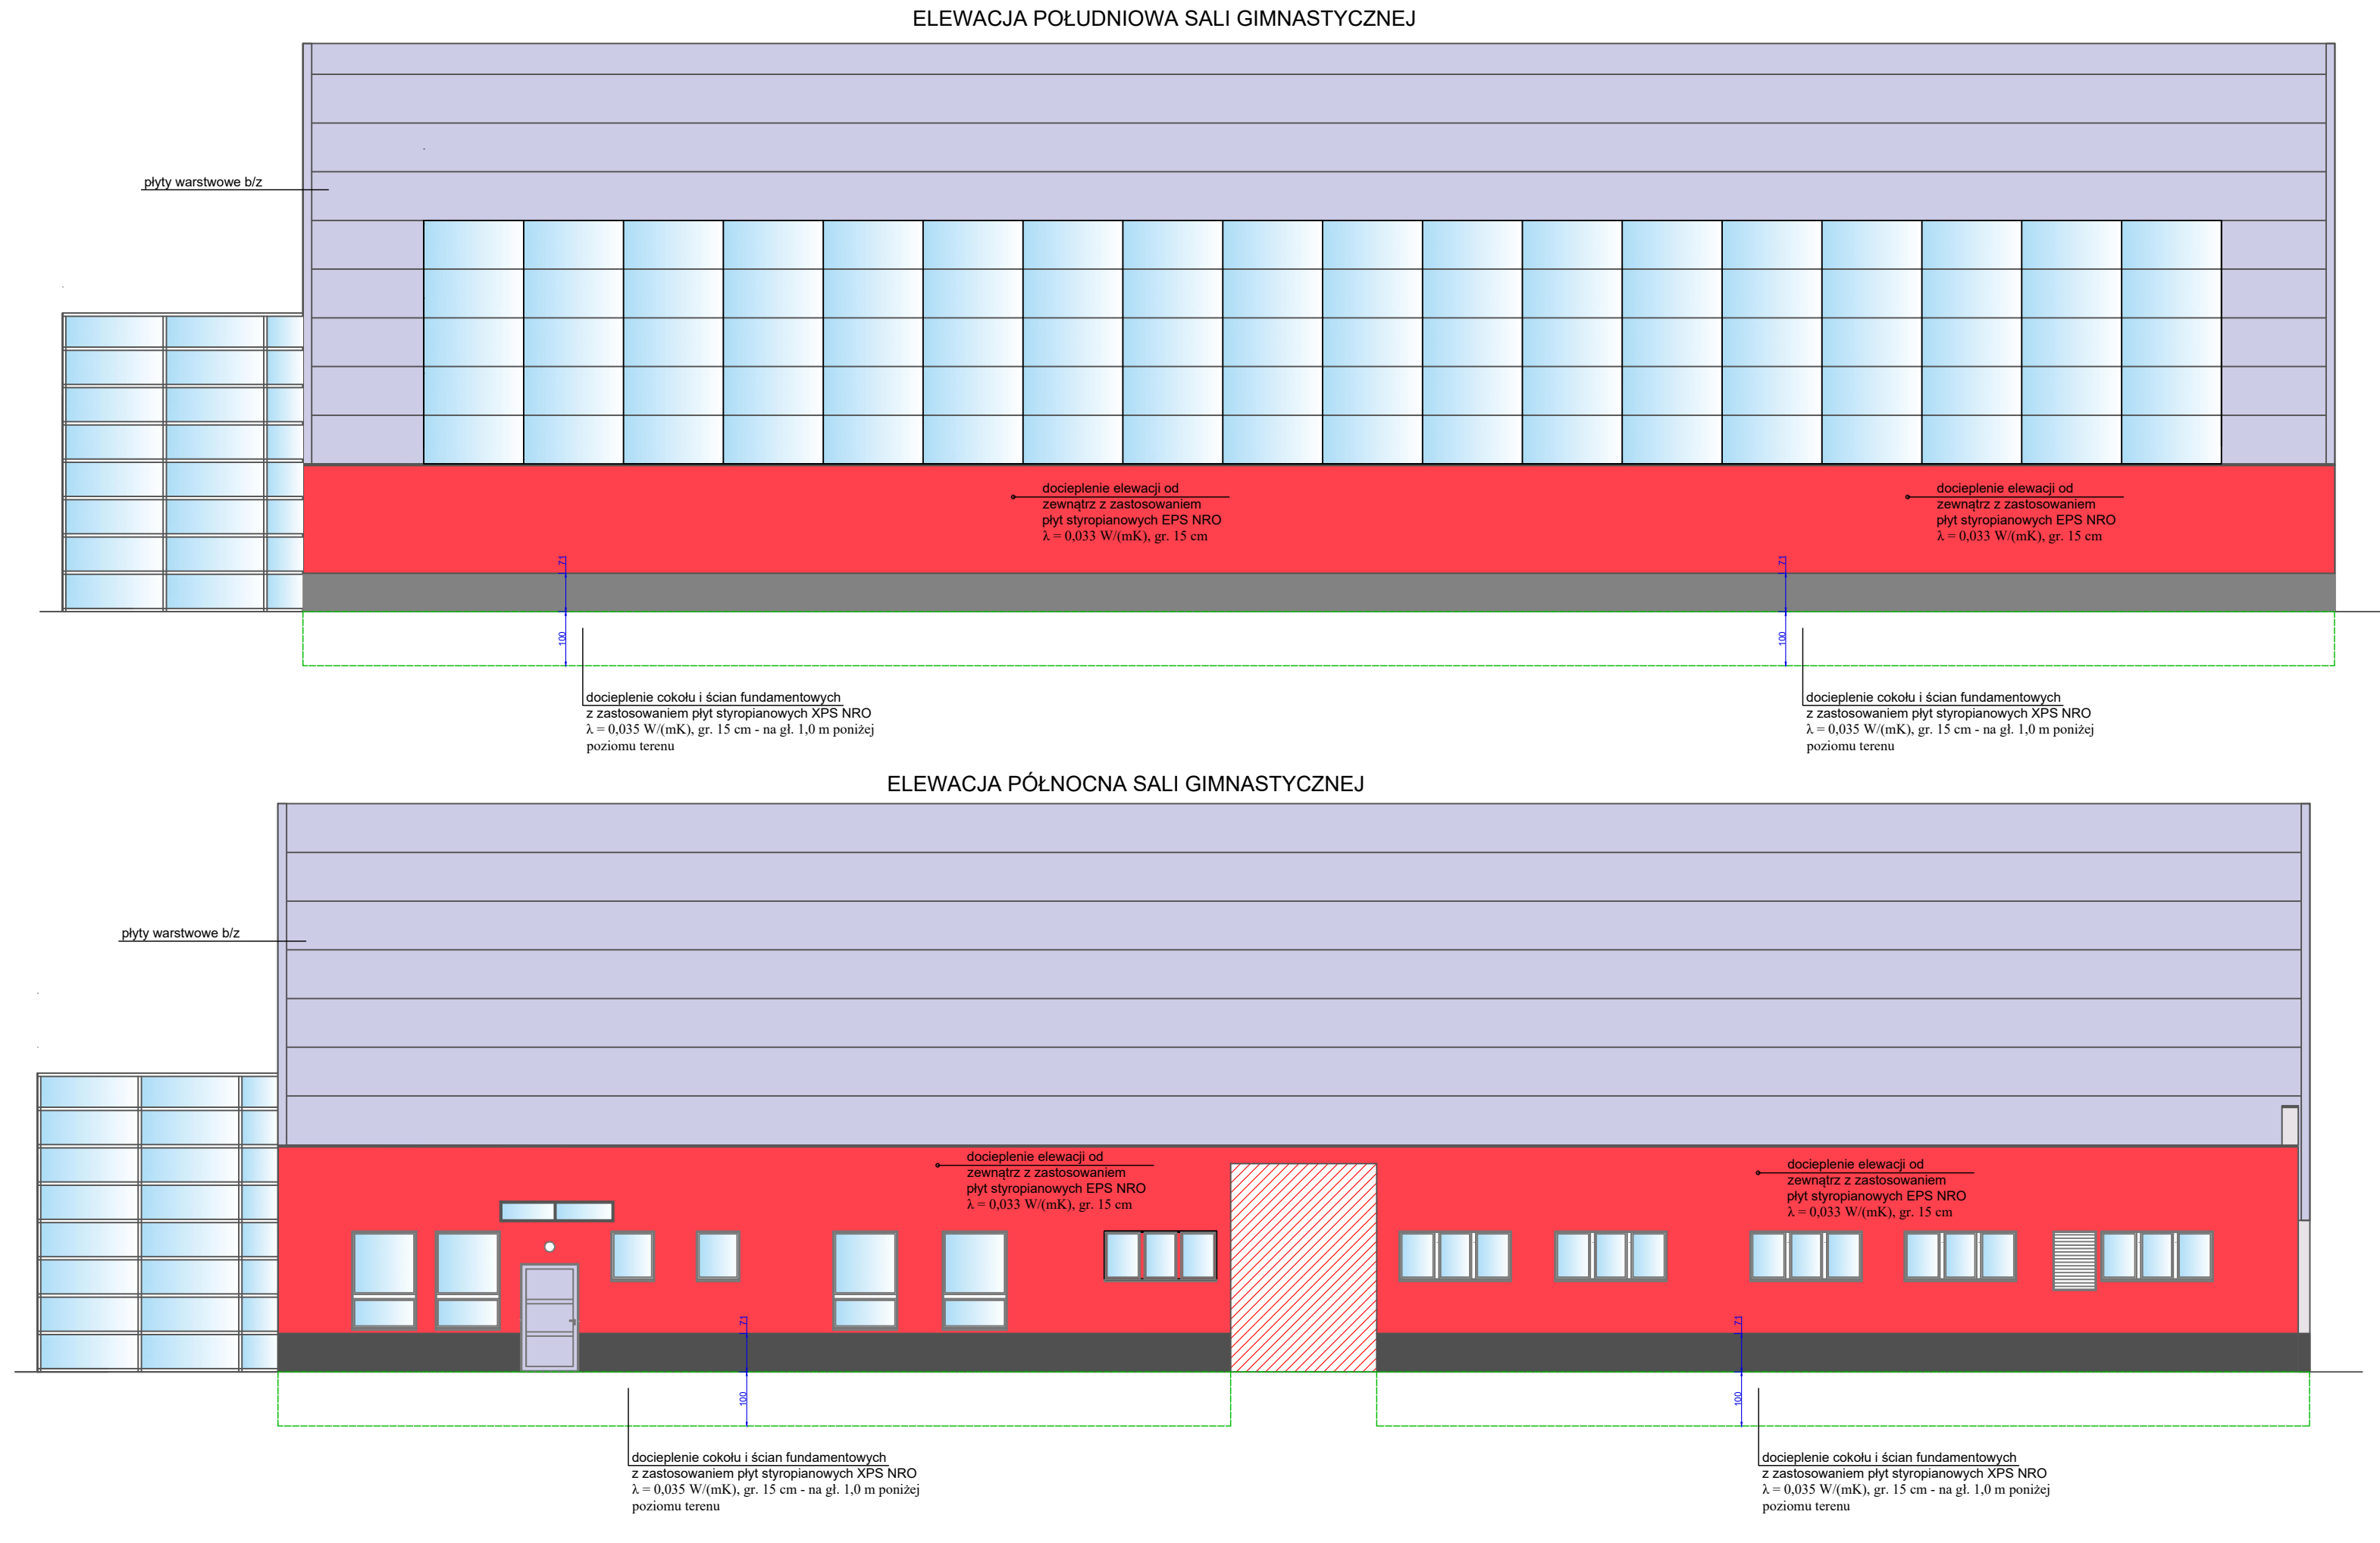 ELEWACJA POŁUDNIOWA SALI GIMNASTYCZNEJ
płyty warstwowe b/z
docieplenie elewacji od
zewnątrz z zastosowaniem
płyt styropianowych EPS NRO
λ = 0,033 W/(mK), gr. 15 cm
docieplenie elewacji od
zewnątrz z zastosowaniem
płyt styropianowych EPS NRO
λ = 0,033 W/(mK), gr. 15 cm
71
100
71
100
docieplenie cokołu i ścian fundamentowych
z zastosowaniem płyt styropianowych XPS NRO
λ = 0,035 W/(mK), gr. 15 cm - na gł. 1,0 m poniżej
poziomu terenu
docieplenie cokołu i ścian fundamentowych
z zastosowaniem płyt styropianowych XPS NRO
λ = 0,035 W/(mK), gr. 15 cm - na gł. 1,0 m poniżej
poziomu terenu
ELEWACJA PÓŁNOCNA SALI GIMNASTYCZNEJ
płyty warstwowe b/z
docieplenie elewacji od
zewnątrz z zastosowaniem
płyt styropianowych EPS NRO
λ = 0,033 W/(mK), gr. 15 cm
docieplenie elewacji od
zewnątrz z zastosowaniem
płyt styropianowych EPS NRO
λ = 0,033 W/(mK), gr. 15 cm
71
100
71
100
docieplenie cokołu i ścian fundamentowych
z zastosowaniem płyt styropianowych XPS NRO
λ = 0,035 W/(mK), gr. 15 cm - na gł. 1,0 m poniżej
poziomu terenu
docieplenie cokołu i ścian fundamentowych
z zastosowaniem płyt styropianowych XPS NRO
λ = 0,035 W/(mK), gr. 15 cm - na gł. 1,0 m poniżej
poziomu terenu